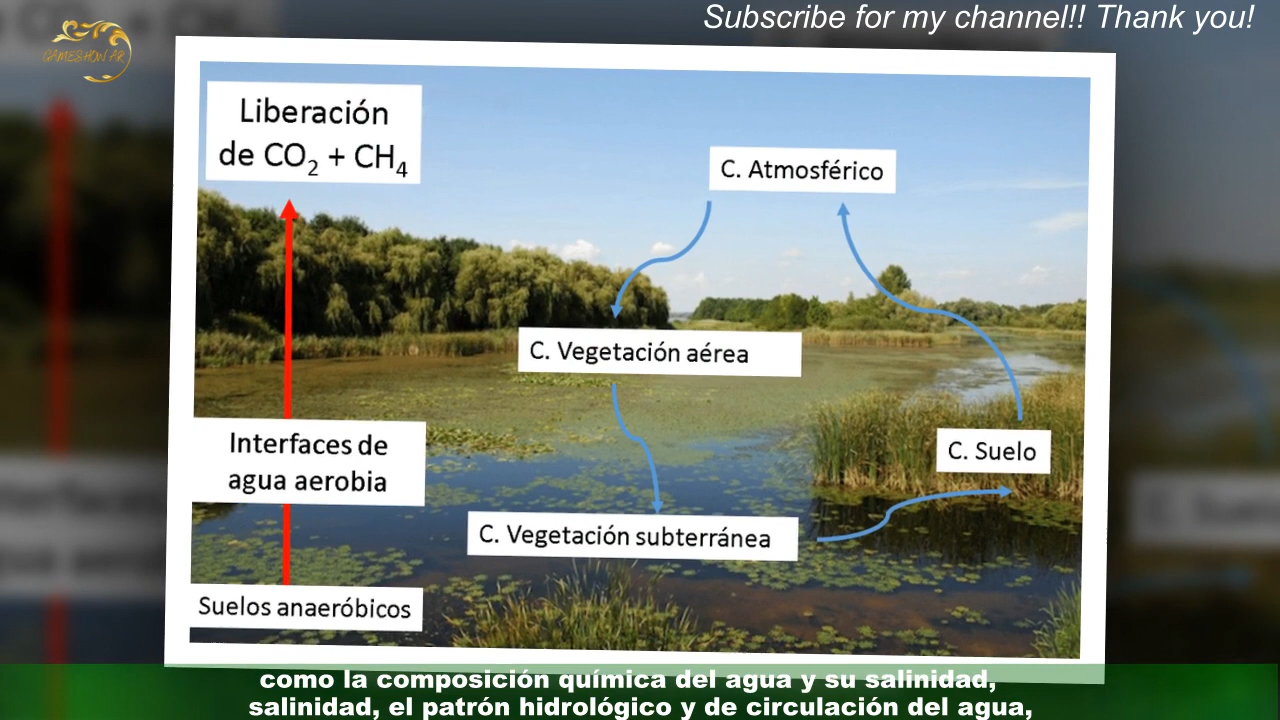 Subscribe for my channel!! Thank you!
GAMESHOW AR
Liberación
de CO₂ + CH₄
C. Atmosférico
C. Vegetación aérea
Interfaces de
agua aerobia
C. Suelo
C. Vegetación subterránea
Suelos anaeróbicos
como la composición química del agua y su salinidad,
salinidad, el patrón hidrológico y de circulación del agua,